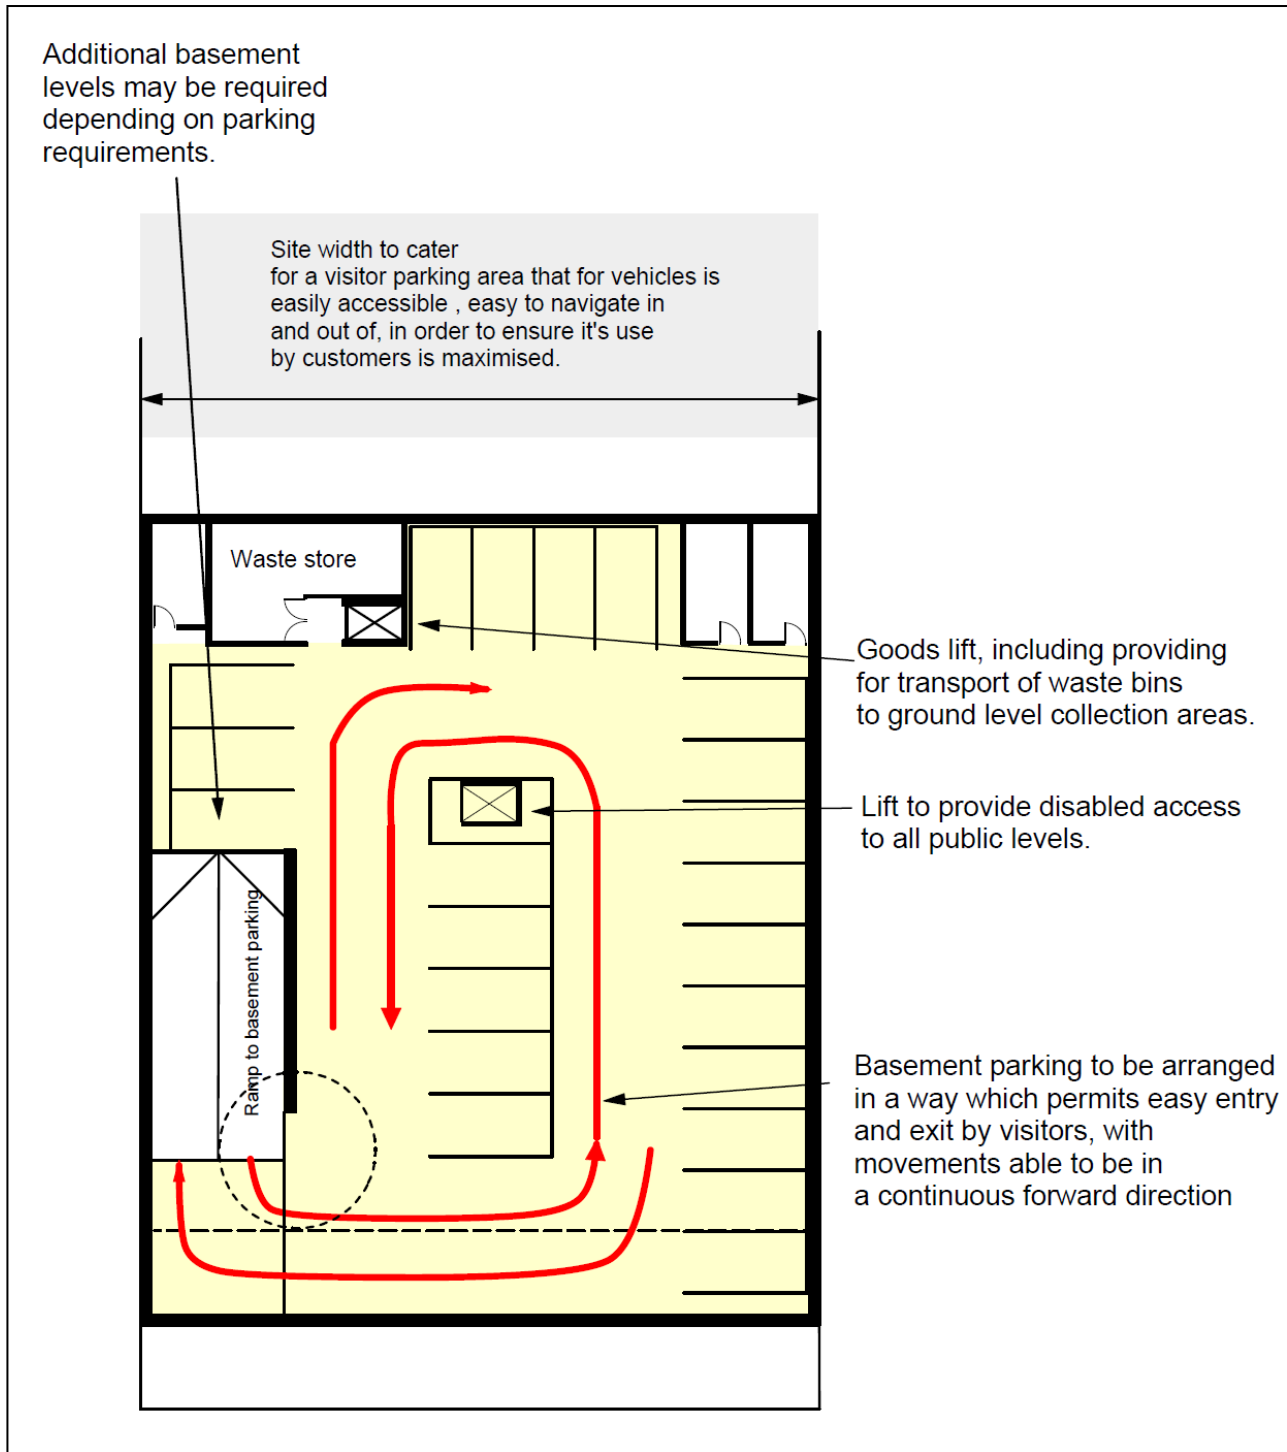 Additional basement
levels may be required
depending on parking
requirements.
Site width to cater
for a visitor parking area that for vehicles is
easily accessible , easy to navigate in
and out of, in order to ensure it's use
by customers is maximised.
Waste store
Goods lift, including providing
for transport of waste bins
to ground level collection areas.
Lift to provide disabled access
to all public levels.
Ramp to basement parking
Basement parking to be arranged
in a way which permits easy entry
and exit by visitors, with
movements able to be in
a continuous forward direction